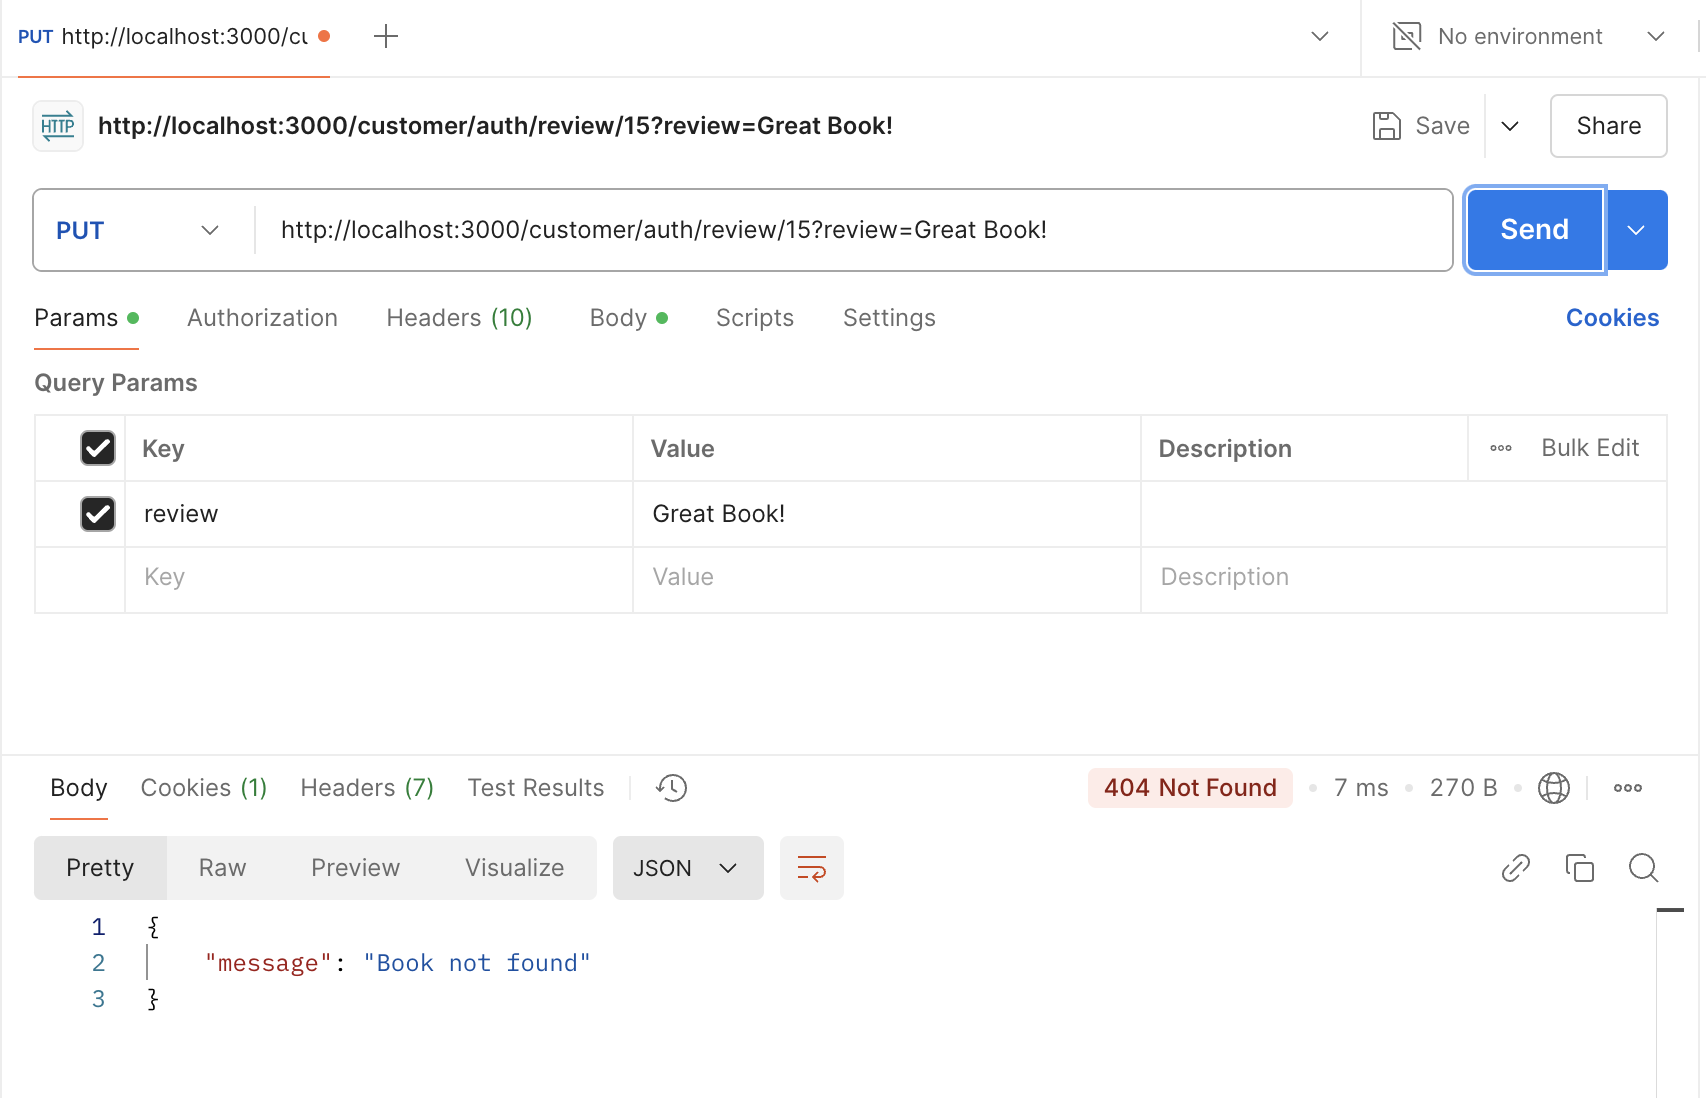 PUT http://localhost:3000/cu
No environment
HTTP http://localhost:3000/customer/auth/review/15?review=Great Book!
Save
Share
PUT http://localhost:3000/customer/auth/review/15?review=Great Book!
Send
Params Authorization Headers (10) Body Scripts Settings Cookies
Query Params
Key Value Description Bulk Edit
review Great Book!
Key Value Description
Body Cookies (1) Headers (7) Test Results 404 Not Found 7 ms 270 B
Pretty Raw Preview Visualize JSON
1 {
2 "message": "Book not found"
3 }